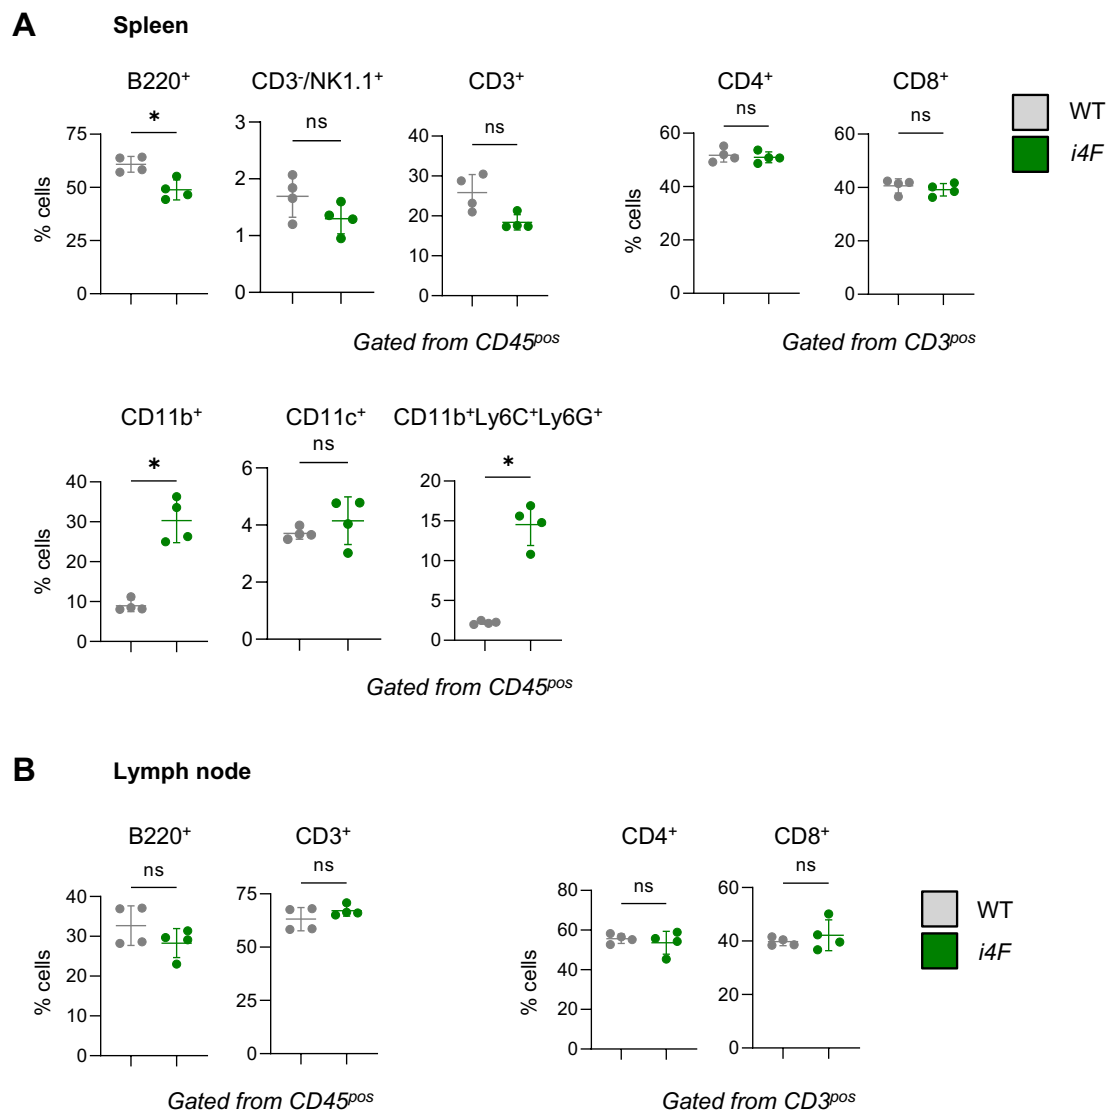 A Spleen
B220⁺ CD3⁻/NK1.1⁺ CD3⁺ CD4⁺ CD8⁺
* ns ns ns ns
WT
i4F
% cells
75
50
25
0
3
2
1
0
40
30
20
10
0
% cells
60
40
20
0
60
40
20
0
Gated from CD45ᵖᵒˢ Gated from CD3ᵖᵒˢ
CD11b⁺ CD11c⁺ CD11b⁺Ly6C⁺Ly6G⁺
* ns *
% cells
40
30
20
10
0
6
4
2
0
20
15
10
5
0
Gated from CD45ᵖᵒˢ
B Lymph node
B220⁺ CD3⁺ CD4⁺ CD8⁺
ns ns ns ns
WT
i4F
% cells
40
30
20
10
0
75
50
25
0
% cells
80
60
40
20
0
60
40
20
0
Gated from CD45ᵖᵒˢ Gated from CD3ᵖᵒˢ